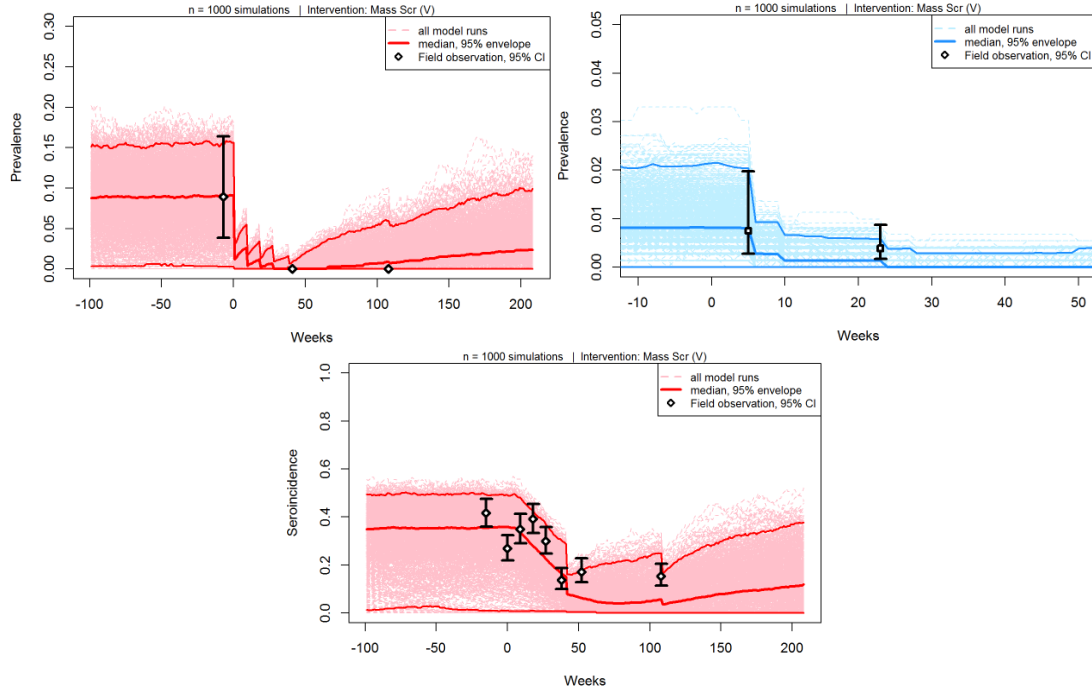 n = 1000 simulations | Intervention: Mass Scr (V)
all model runs
median, 95% envelope
Field observation, 95% CI
Prevalence
0.00 0.05 0.10 0.15 0.20 0.25 0.30
-100 -50 0 50 100 150 200
Weeks
n = 1000 simulations | Intervention: Mass Scr (V)
all model runs
median, 95% envelope
Field observation, 95% CI
Prevalence
0.00 0.01 0.02 0.03 0.04 0.05
-10 0 10 20 30 40 50
Weeks
n = 1000 simulations | Intervention: Mass Scr (V)
all model runs
median, 95% envelope
Field observation, 95% CI
Seroincidence
0.0 0.2 0.4 0.6 0.8 1.0
-100 -50 0 50 100 150 200
Weeks